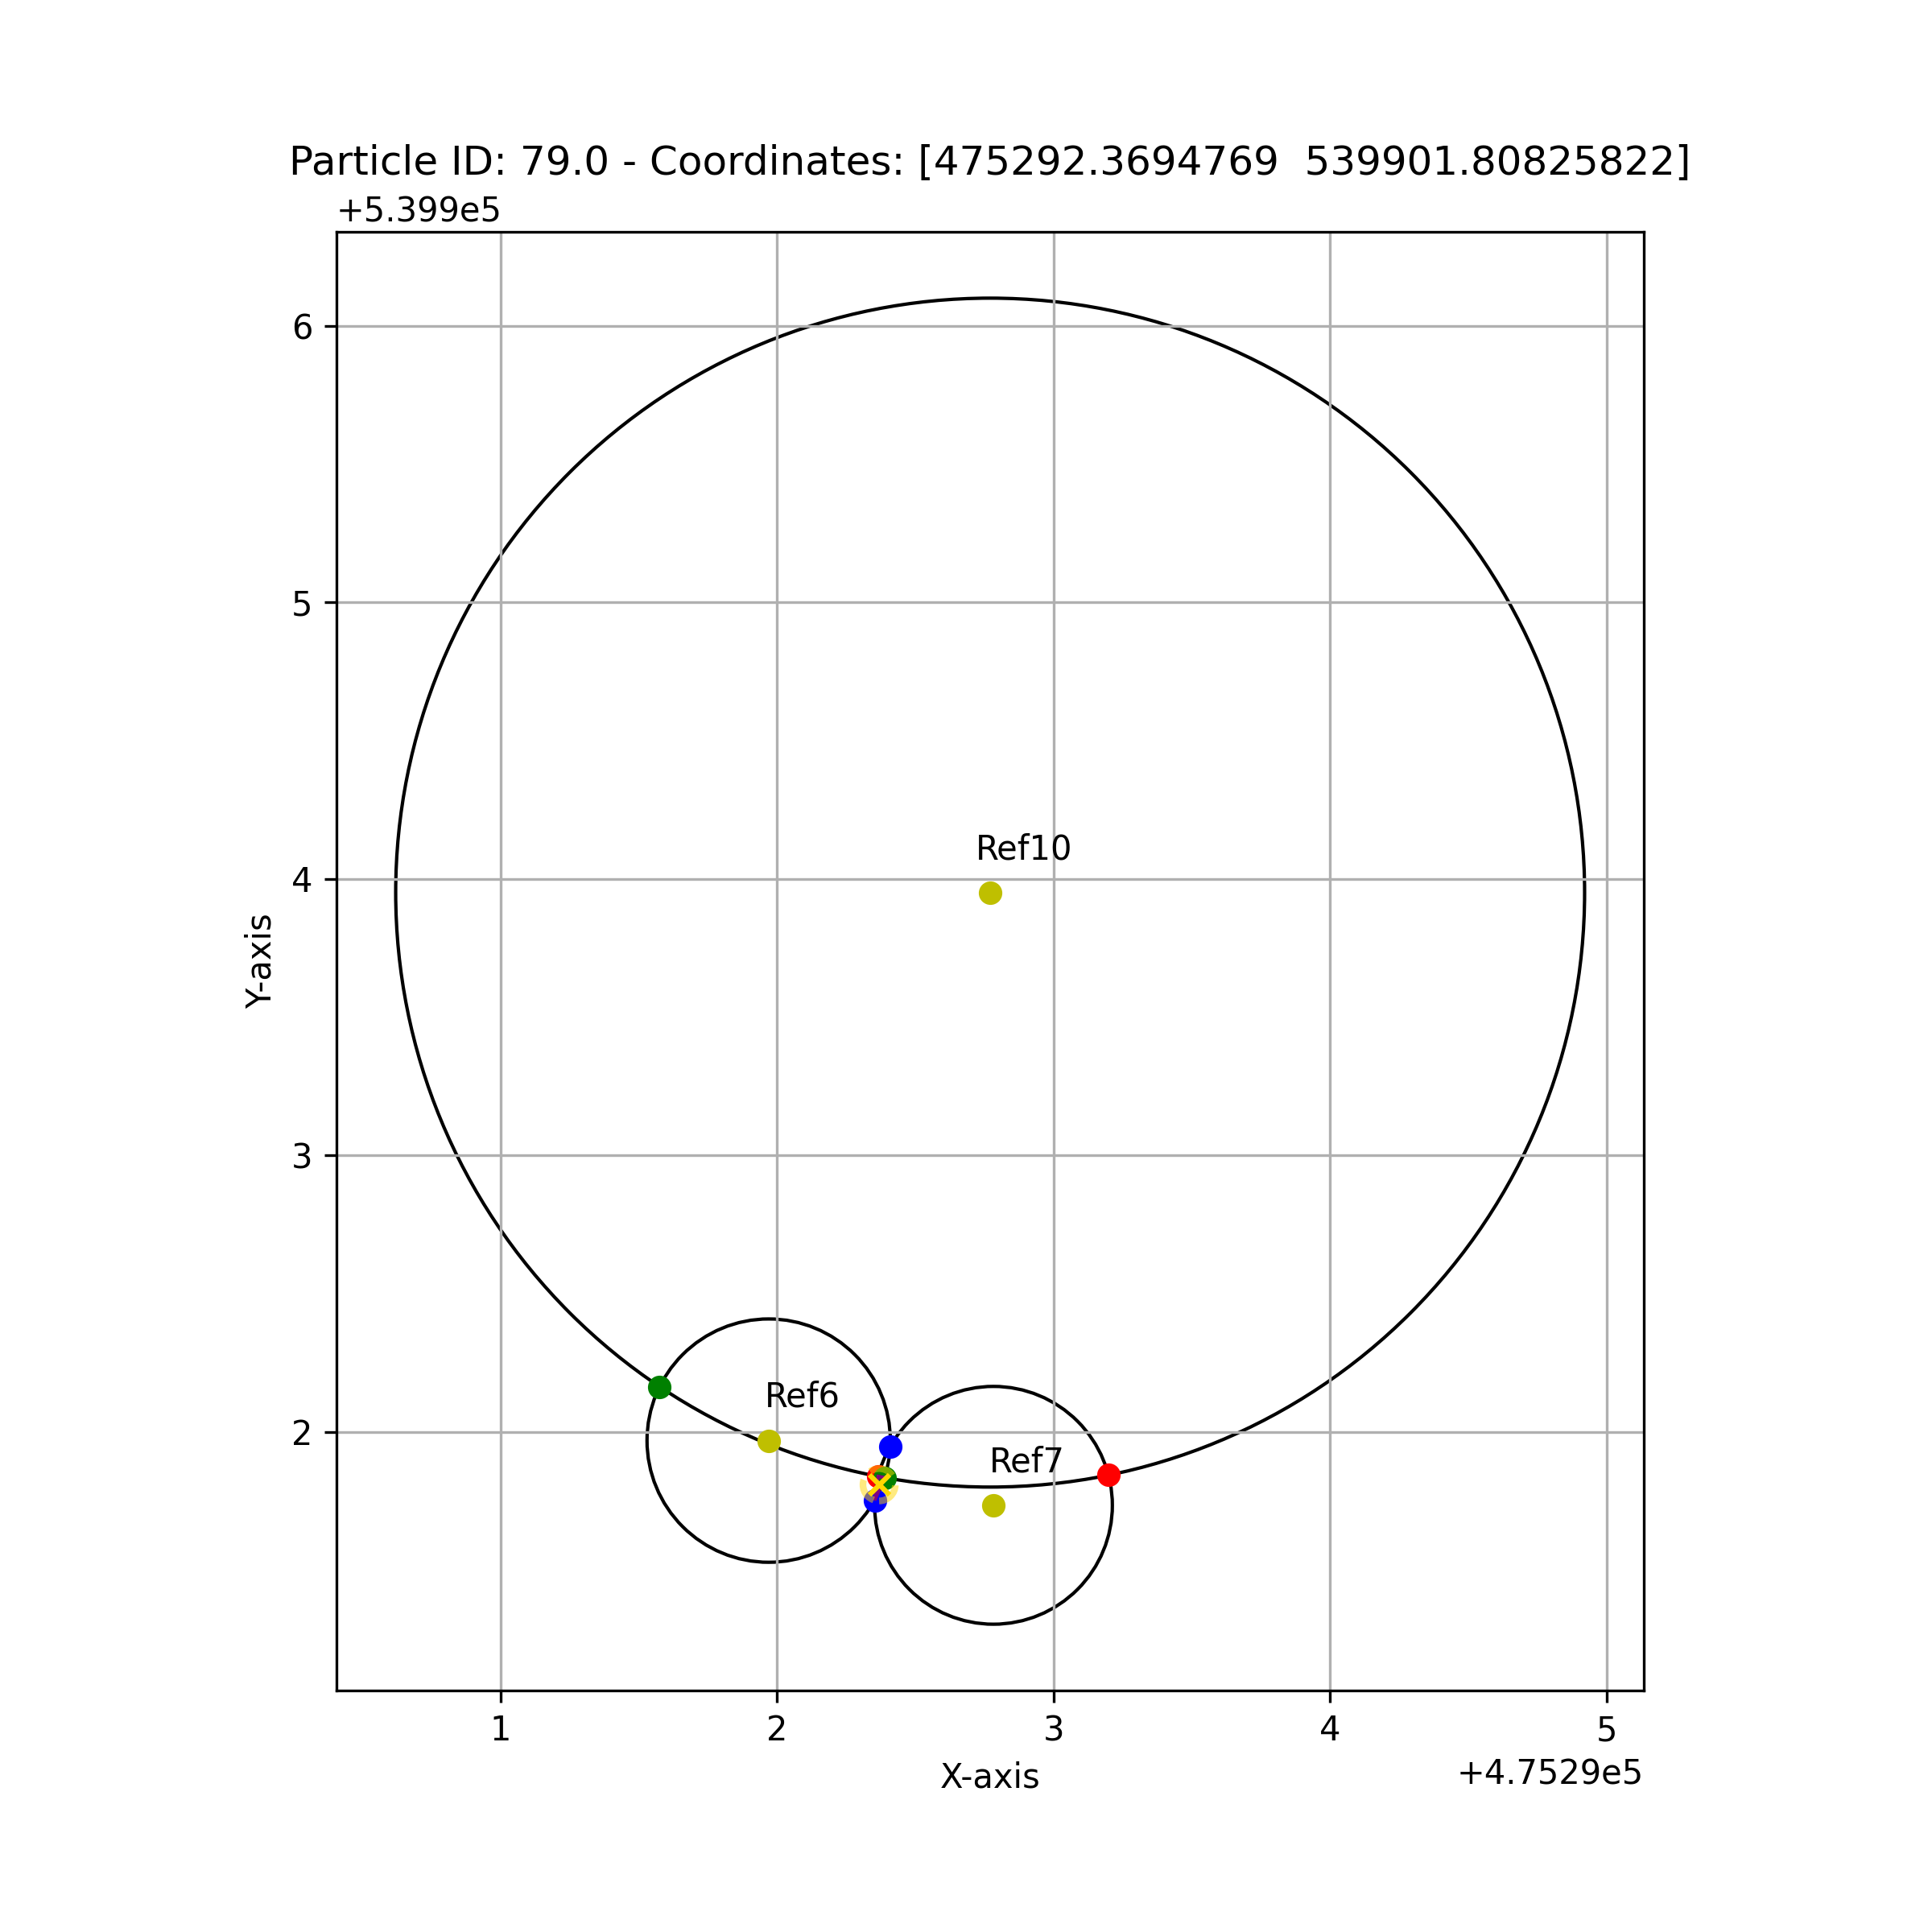 Particle ID: 79.0 - Coordinates: [475292.3694769  539901.80825822]
+5.399e5
6
5
4
3
2
Y-axis
Ref10
Ref6
Ref7
1 2 3 4 5
X-axis
+4.7529e5